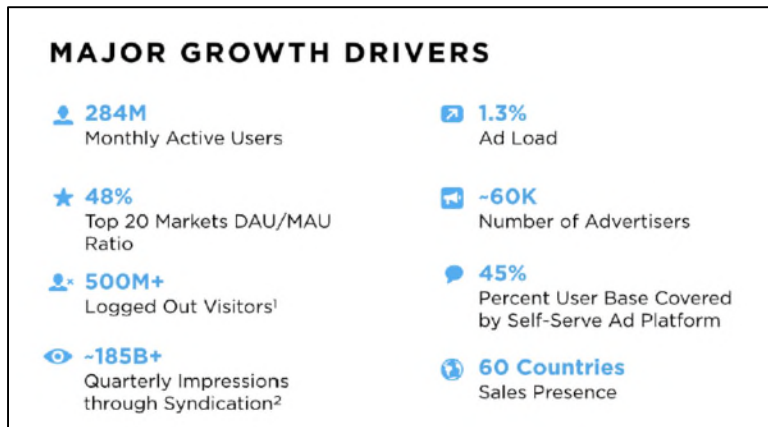 MAJOR GROWTH DRIVERS
284M
Monthly Active Users
48%
Top 20 Markets DAU/MAU
Ratio
500M+
Logged Out Visitors¹
~185B+
Quarterly Impressions
through Syndication²
1.3%
Ad Load
~60K
Number of Advertisers
45%
Percent User Base Covered
by Self-Serve Ad Platform
60 Countries
Sales Presence